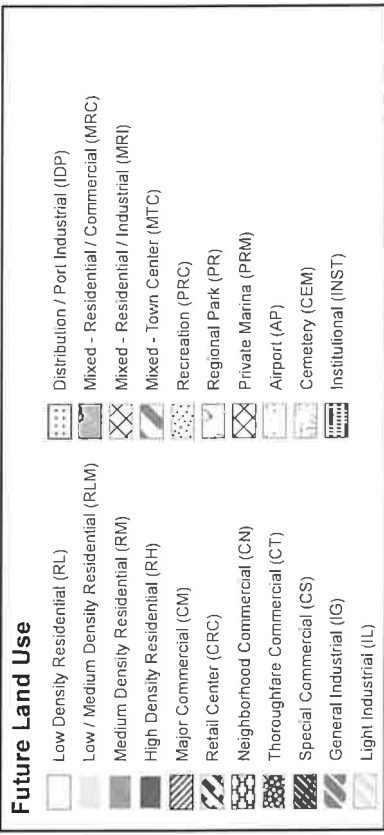 Future Land Use
Low Density Residential (RL)
Low / Medium Density Residential (RLM)
Medium Density Residential (RM)
High Density Residential (RH)
Major Commercial (CM)
Retail Center (CRC)
Neighborhood Commercial (CN)
Thoroughfare Commercial (CT)
Special Commercial (CS)
General Industrial (IG)
Light Industrial (IL)
Distribution / Port Industrial (IDP)
Mixed - Residential / Commercial (MRC)
Mixed - Residential / Industrial (MRI)
Mixed - Town Center (MTC)
Recreation (PRC)
Regional Park (PR)
Private Marina (PRM)
Airport (AP)
Cemetery (CEM)
Institutional (INST)